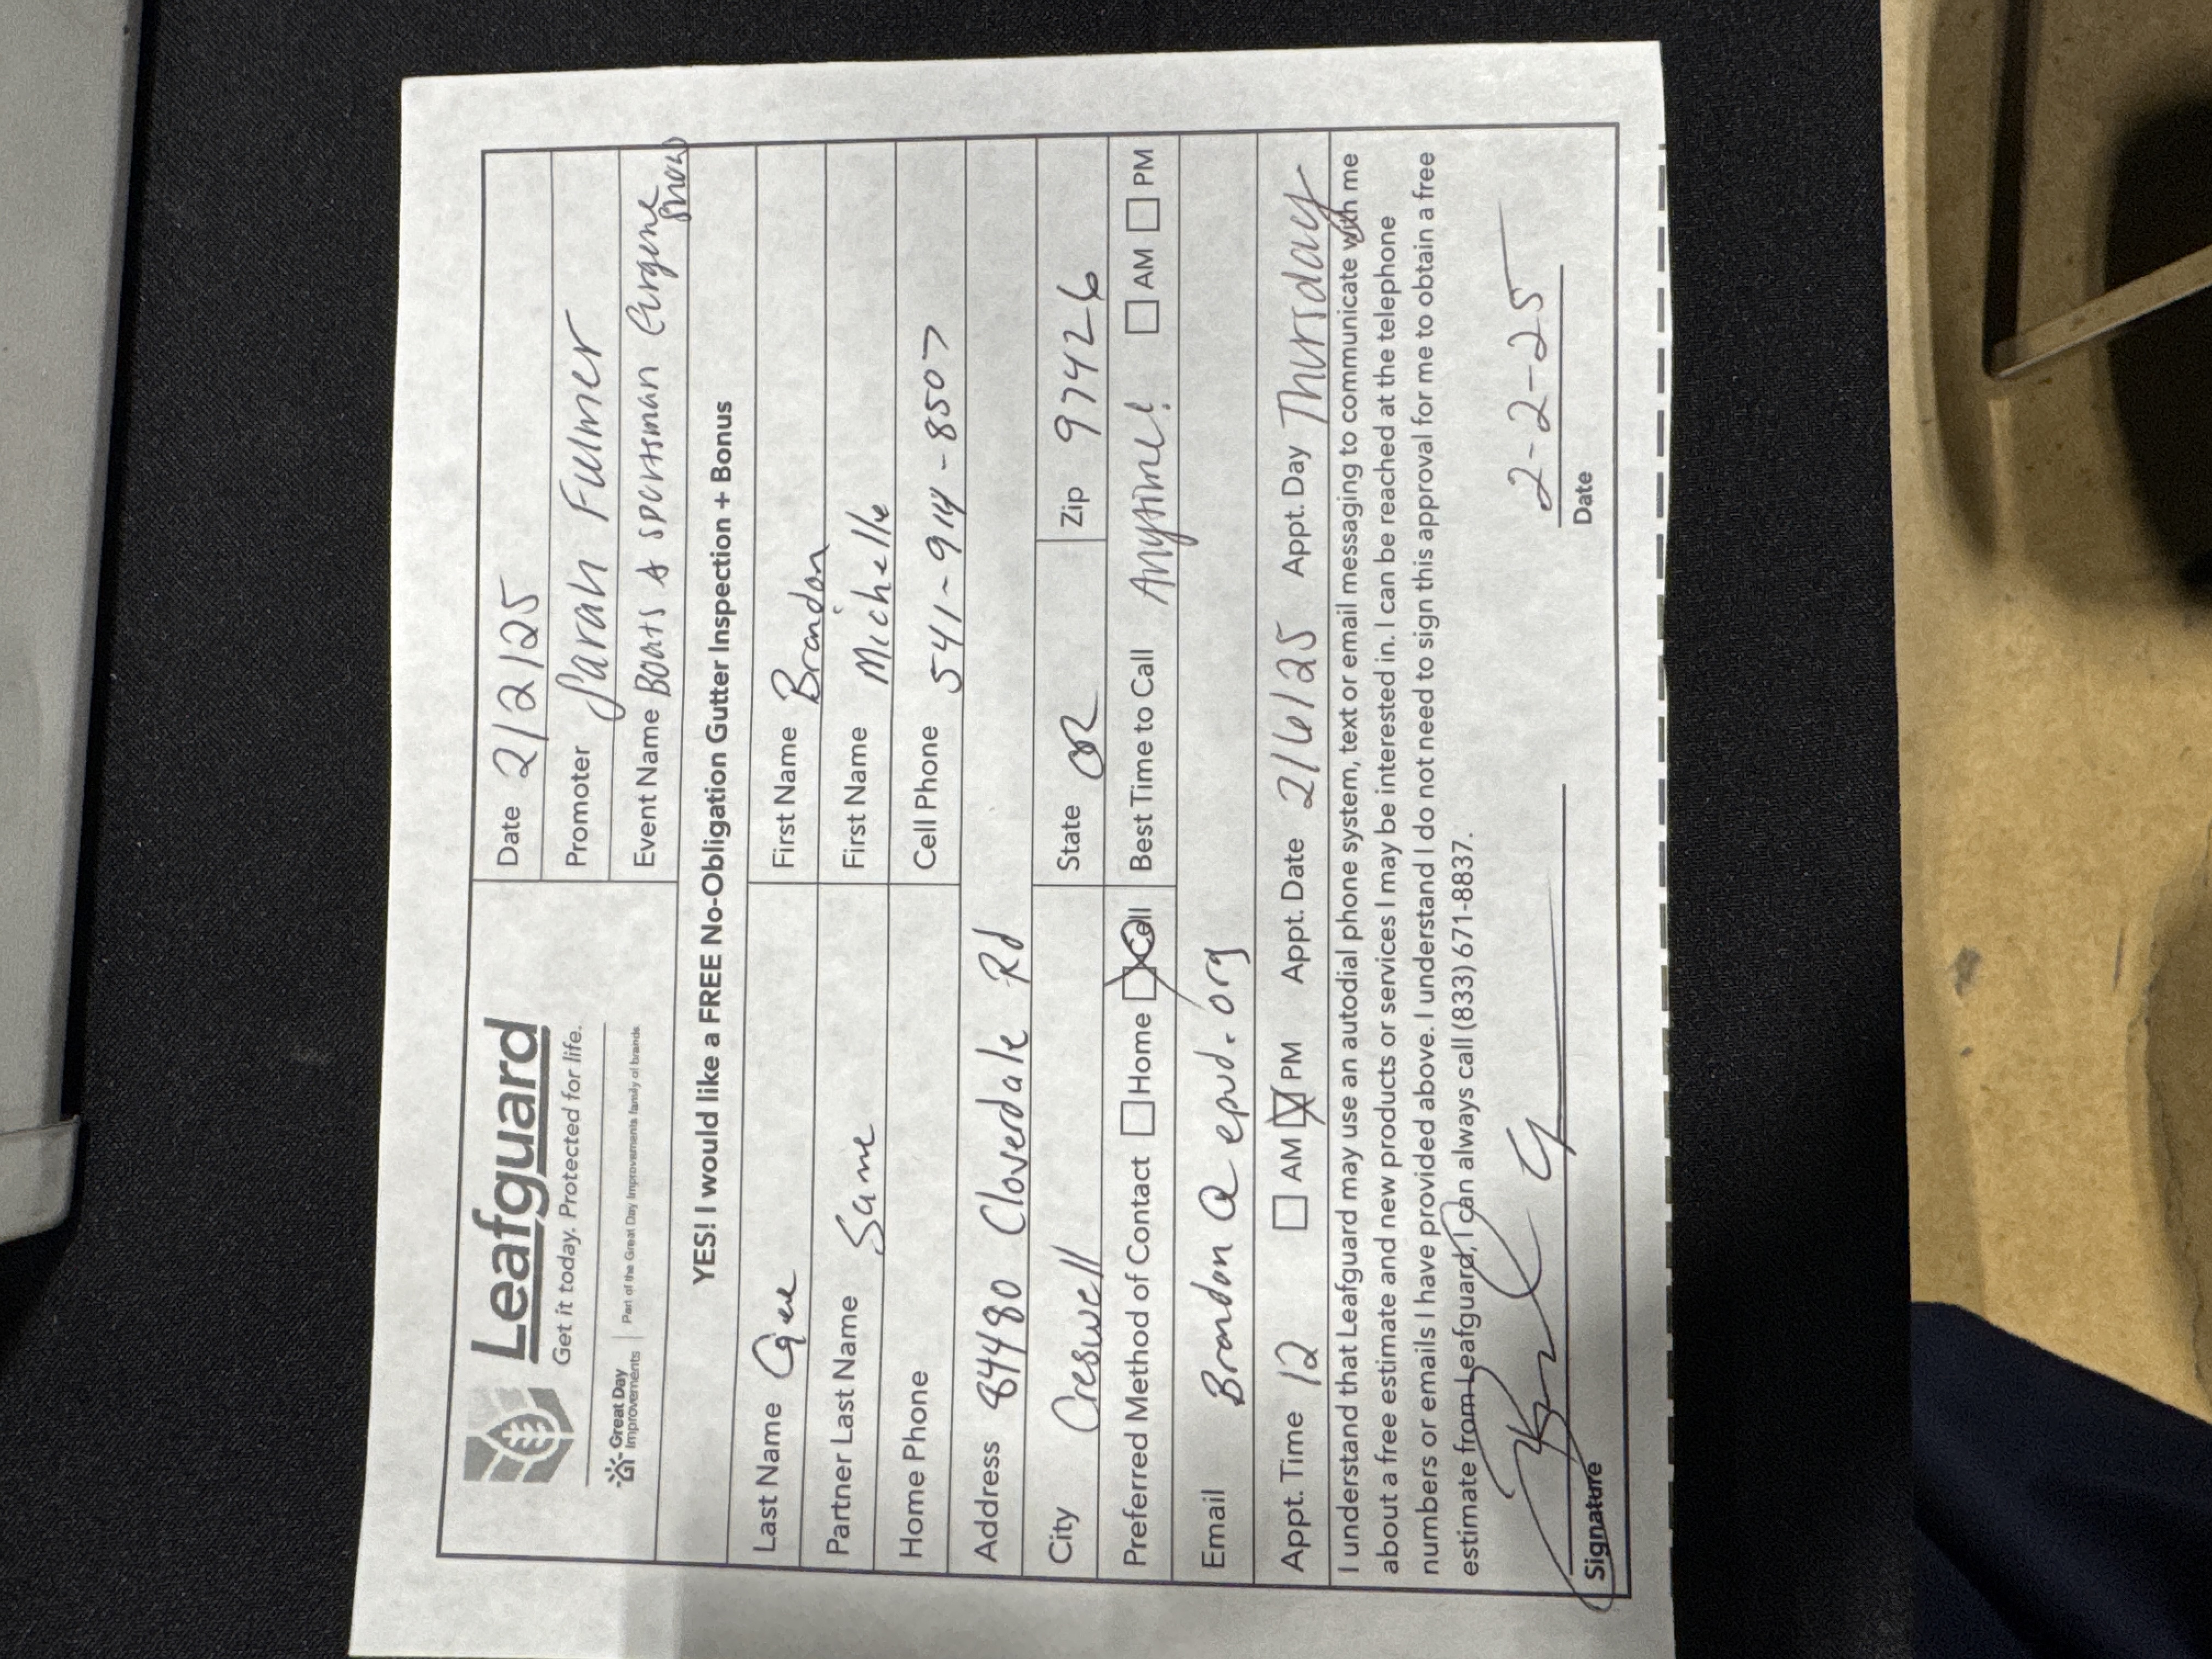 Leafguard
Get it today. Protected for life.
Great Day Improvements | Part of the Great Day Improvements family of brands
Date 2/2/25
Promoter Sarah Fulmer
Event Name Boats & sportsman Eurgene show
YES! I would like a FREE No-Obligation Gutter Inspection + Bonus
Last Name Gee First Name Brandon
Partner Last Name Same First Name Michelle
Home Phone Cell Phone 541-914-8507
Address 84480 Cloverdale Rd
City Creswell State OR Zip 97426
Preferred Method of Contact Home Cell Best Time to Call Anytime! AM PM
Email Brandon @ epud.org
Appt. Time 12 AM PM Appt. Date 2/6/25 Appt. Day Thursday
I understand that Leafguard may use an autodial phone system, text or email messaging to communicate with me
about a free estimate and new products or services I may be interested in. I can be reached at the telephone
numbers or emails I have provided above. I understand I do not need to sign this approval for me to obtain a free
estimate from Leafguard, I can always call (833) 671-8837.
2-2-25
Signature Date